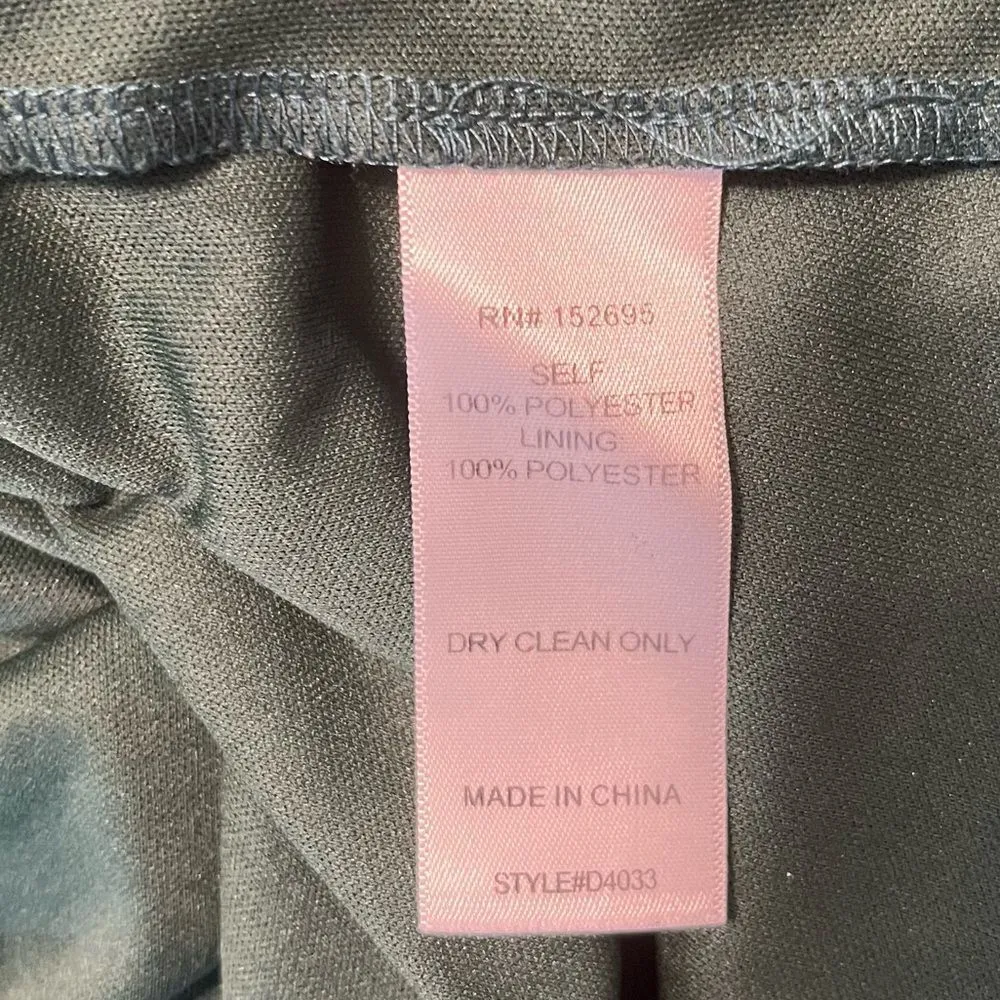 RN# 152695
SELF
100% POLYESTER
LINING
100% POLYESTER
DRY CLEAN ONLY
MADE IN CHINA
STYLE#D4033